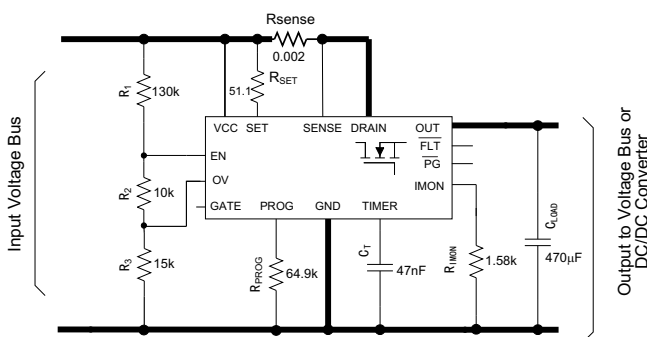 Rsense
0.002
RSET
51.1
R1
130k
VCC SET SENSE DRAIN OUT
FLT
PG
EN
OV
IMON
GATE PROG GND TIMER
R2
10k
R3
15k
RPROG
64.9k
CT
47nF
RIMON
1.58k
CLOAD
470µF
Input Voltage Bus
Output to Voltage Bus or
DC/DC Converter